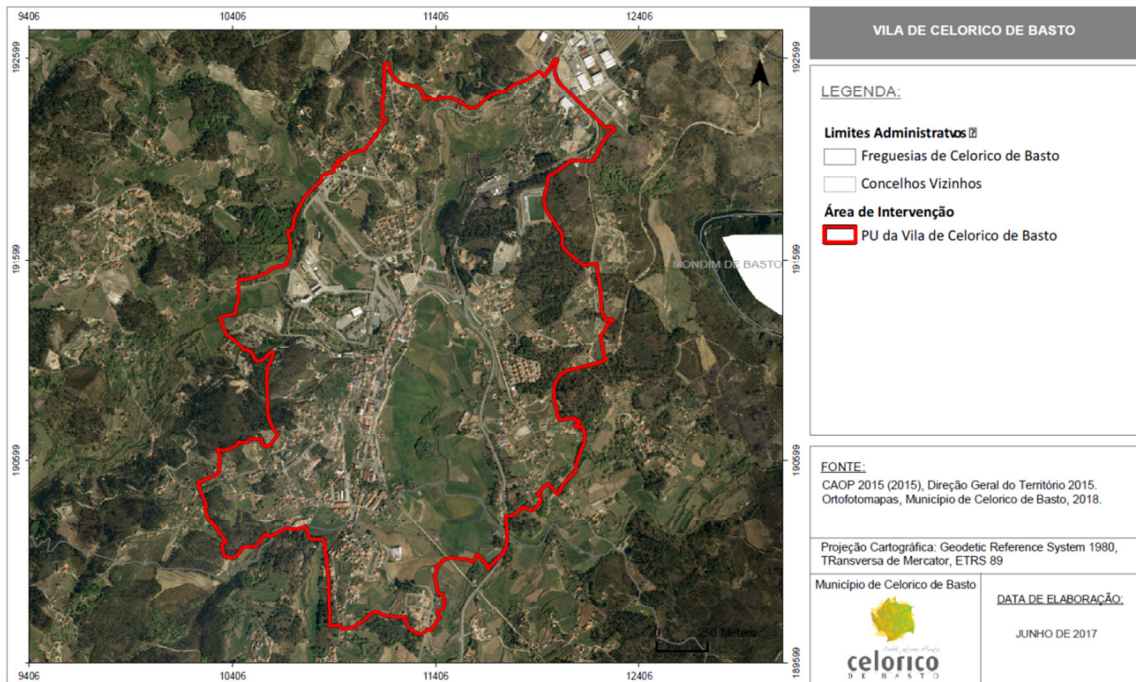 9406 10406 11406 12406
192599 192599
191599 191599
190599 190599
189599
9406 10406 11406 12406
MONDIM DE BASTO
0 250 Meters
VILA DE CELORICO DE BASTO
LEGENDA:
Limites Administratvos
Freguesias de Celorico de Basto
Concelhos Vizinhos
Área de Intervenção
PU da Vila de Celorico de Basto
FONTE:
CAOP 2015 (2015), Direção Geral do Território 2015.
Ortofotomapas, Município de Celorico de Basto, 2018.
Projeção Cartográfica: Geodetic Reference System 1980,
TRansversa de Mercator, ETRS 89
Município de Celorico de Basto
celorico
DE BASTO
DATA DE ELABORAÇÃO:
JUNHO DE 2017